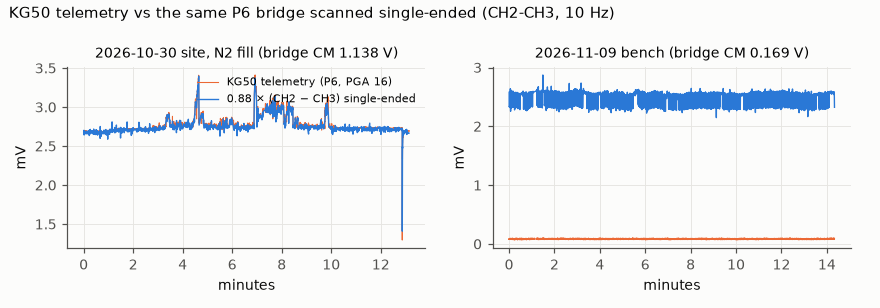 KG50 telemetry vs the same P6 bridge scanned single-ended (CH2-CH3, 10 Hz)
2026-10-30 site, N2 fill (bridge CM 1.138 V)
KG50 telemetry (P6, PGA 16)
0.88 × (CH2 − CH3) single-ended
mV
3.5
3.0
2.5
2.0
1.5
0 2 4 6 8 10 12
minutes
2026-11-09 bench (bridge CM 0.169 V)
mV
3
2
1
0
0 2 4 6 8 10 12 14
minutes